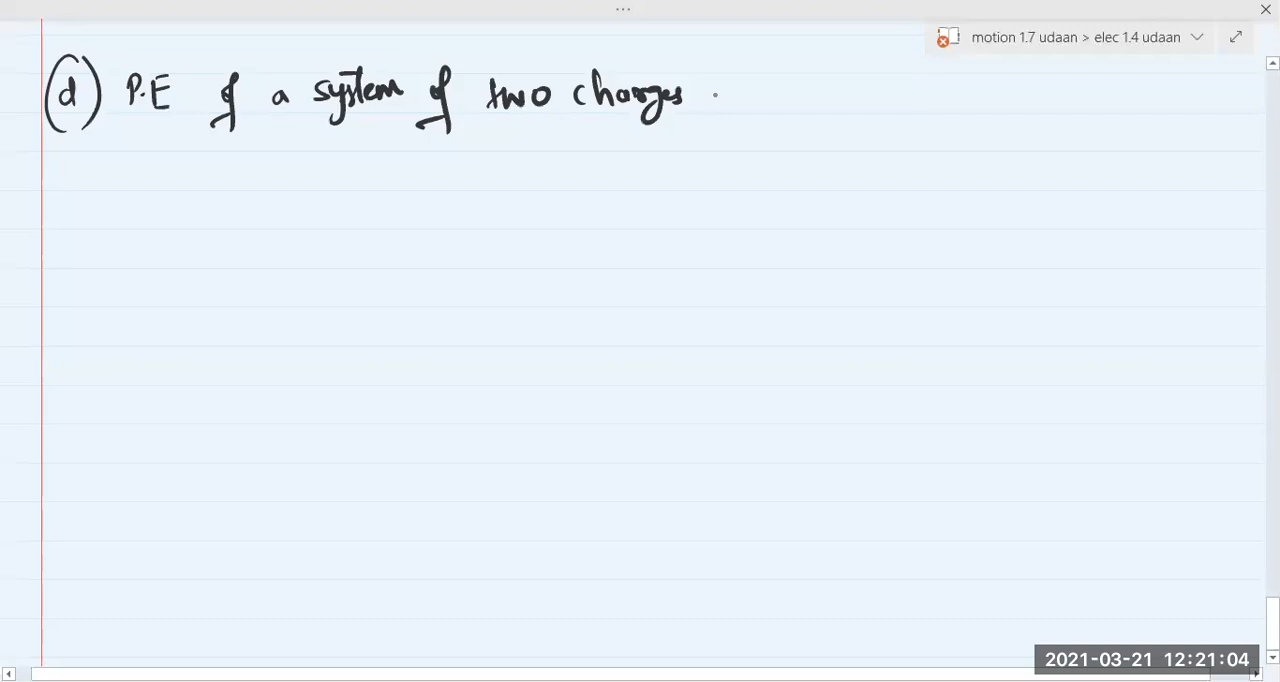 ...
motion 1.7 udaan > elec 1.4 udaan
(d) P.E of a system of two charges .
2021-03-21 12:21:04